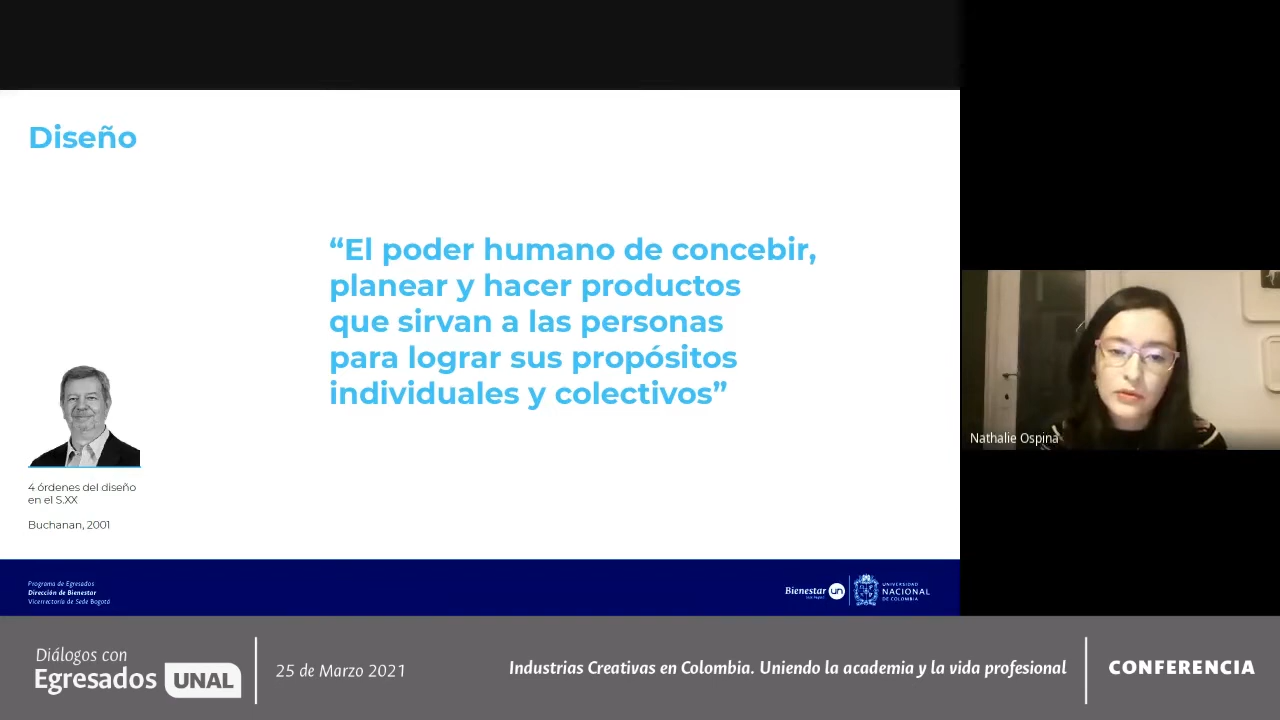 Diseño
“El poder humano de concebir,
planear y hacer productos
que sirvan a las personas
para lograr sus propósitos
individuales y colectivos”
4 órdenes del diseño
en el S.XX
Buchanan, 2001
Nathalie Ospina
Programa de Egresados
Dirección de Bienestar
Vicerrectoría de Sede Bogotá
Bienestar un
UNIVERSIDAD
NACIONAL
DE COLOMBIA
Diálogos con
Egresados UNAL
25 de Marzo 2021
Industrias Creativas en Colombia. Uniendo la academia y la vida profesional
CONFERENCIA